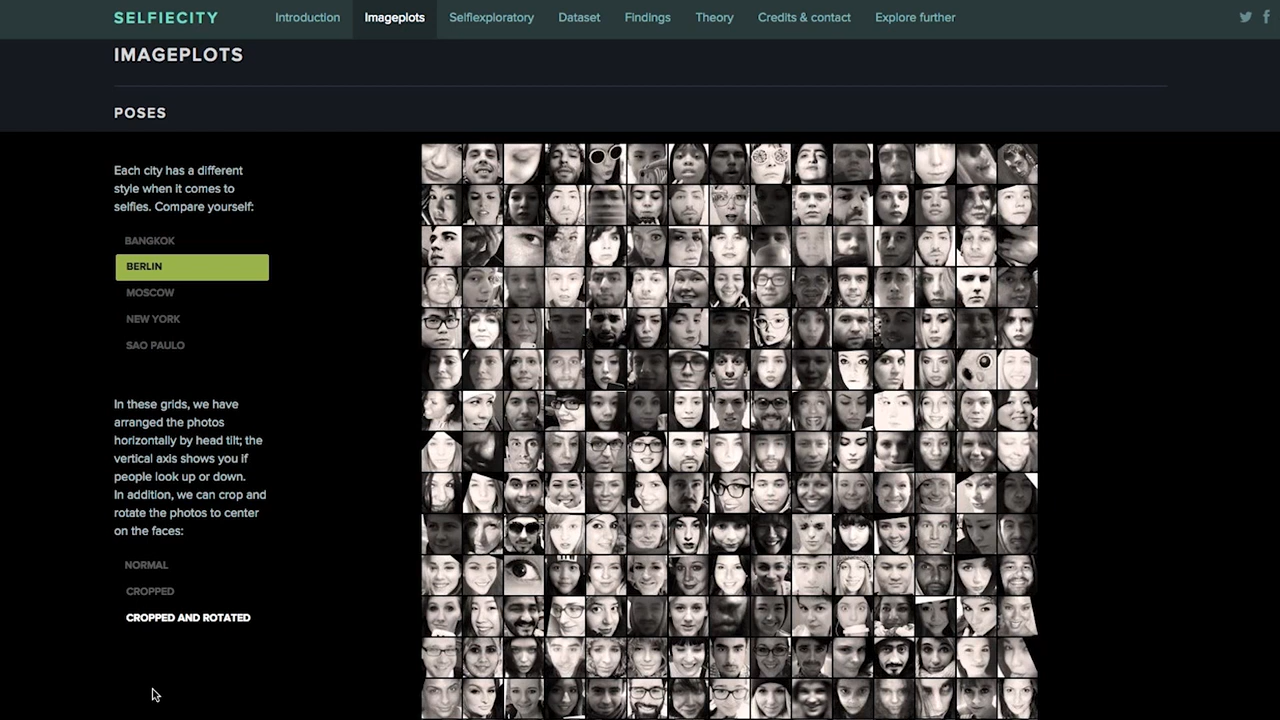 SELFIECITY
Introduction Imageplots Selfiexploratory Dataset Findings Theory Credits & contact Explore further
IMAGEPLOTS
POSES
Each city has a different
style when it comes to
selfies. Compare yourself:
BANGKOK
BERLIN
MOSCOW
NEW YORK
SAO PAULO
In these grids, we have
arranged the photos
horizontally by head tilt; the
vertical axis shows you if
people look up or down.
In addition, we can crop and
rotate the photos to center
on the faces:
NORMAL
CROPPED
CROPPED AND ROTATED